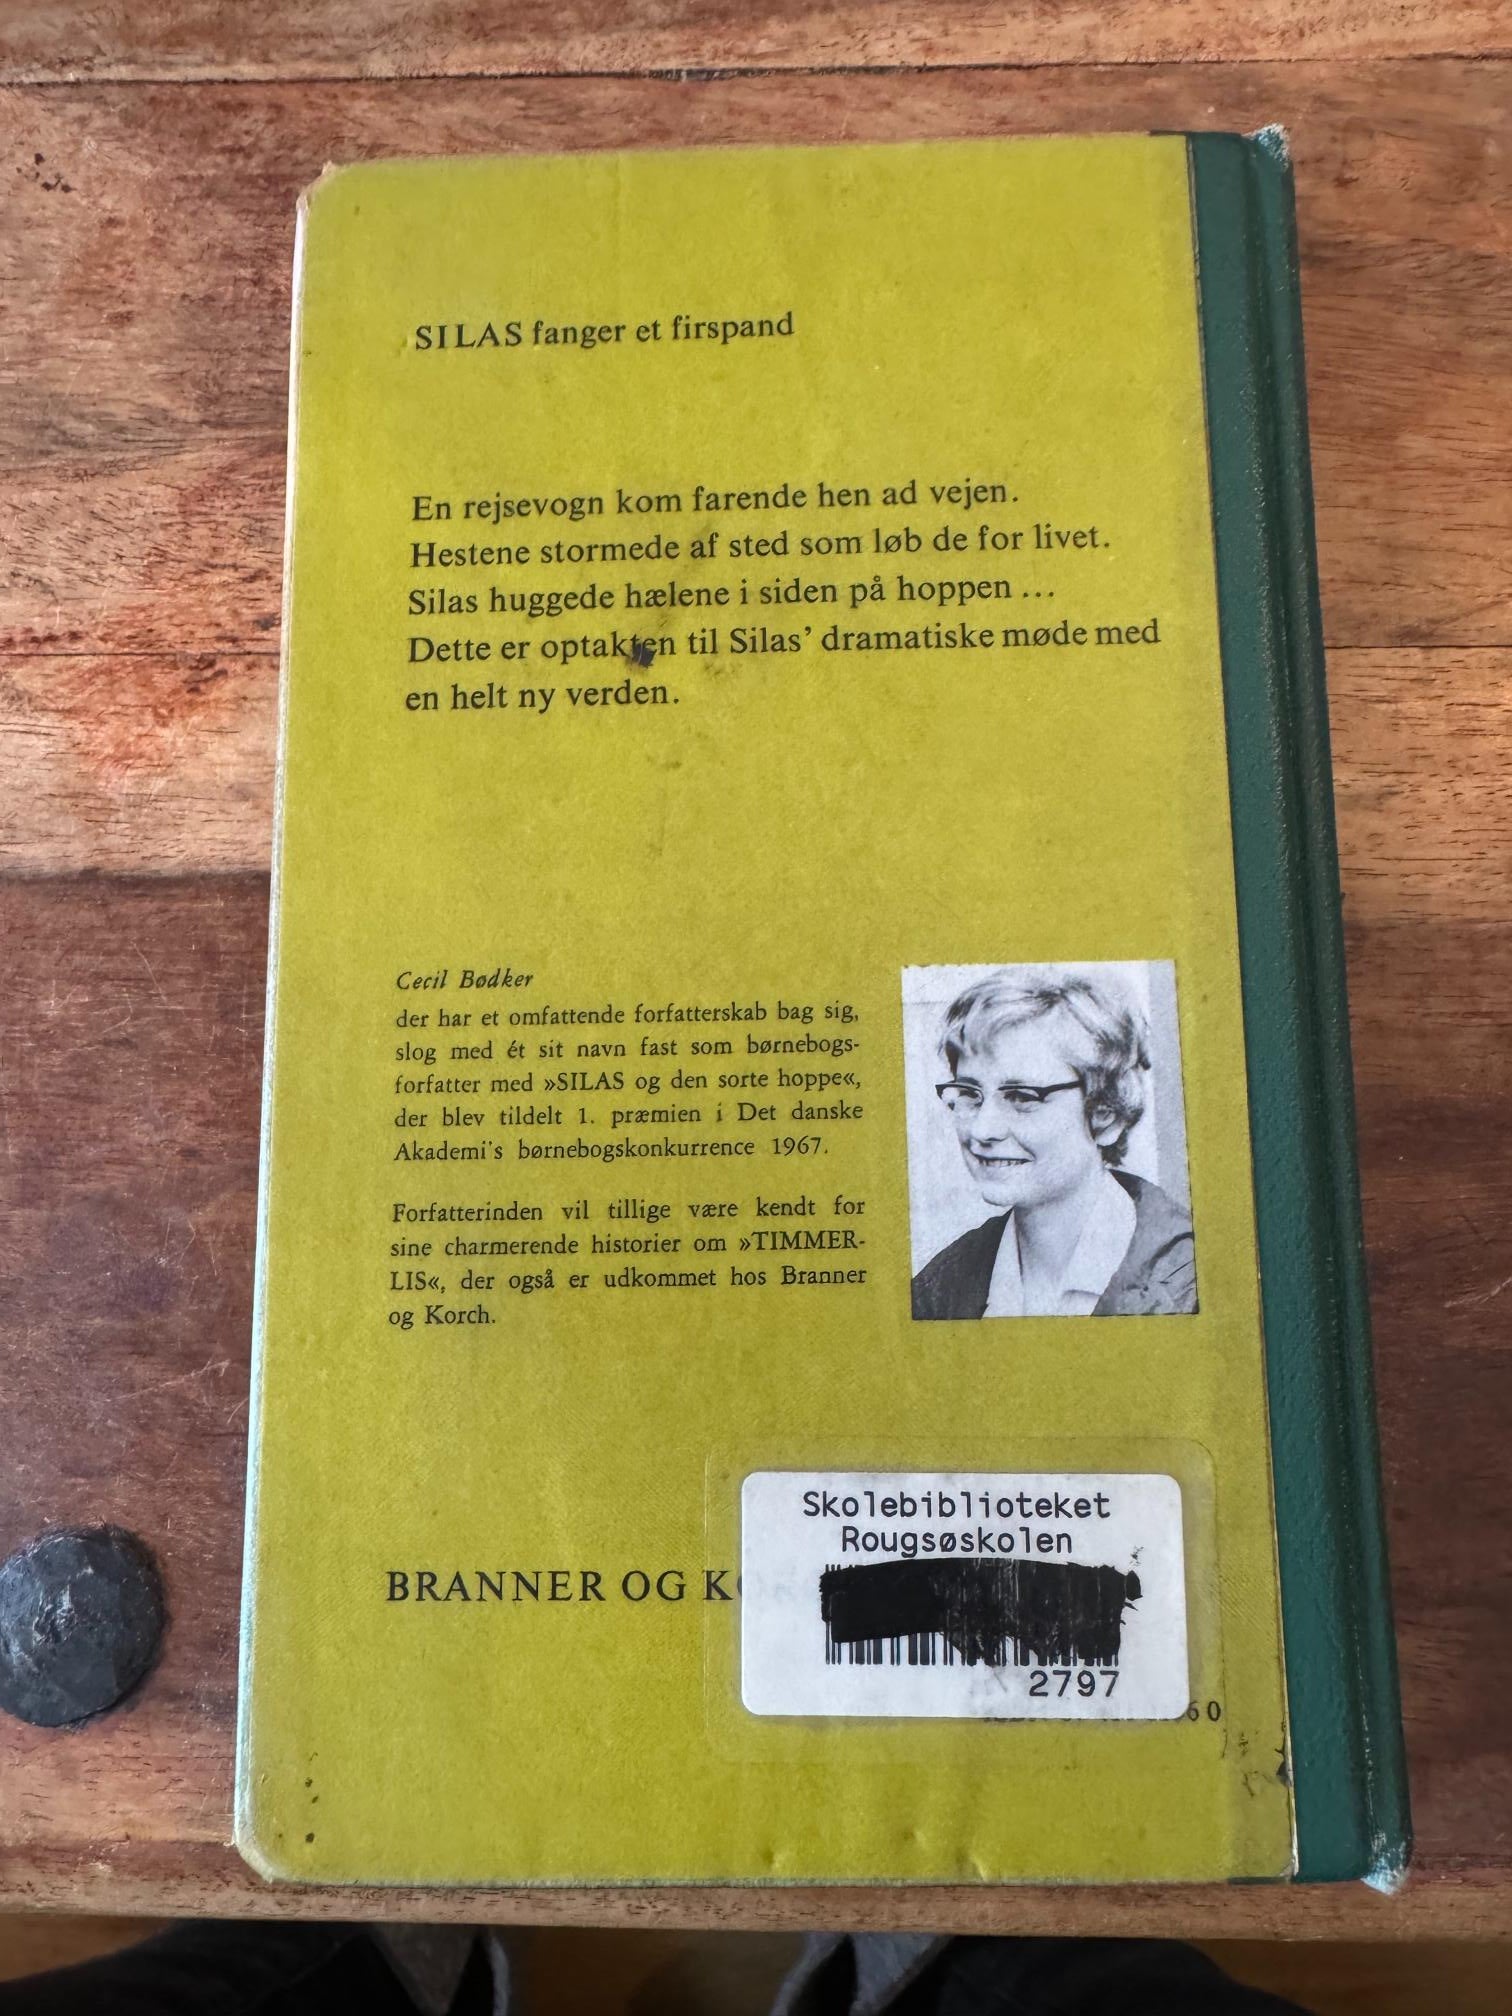 SILAS fanger et firspand
En rejsevogn kom farende hen ad vejen.
Hestene stormede af sted som løb de for livet.
Silas huggede hælene i siden på hoppen ...
Dette er optakten til Silas’ dramatiske møde med
en helt ny verden.
Cecil Bødker
der har et omfattende forfatterskab bag sig,
slog med ét sit navn fast som børnebogs-
forfatter med »SILAS og den sorte hoppe«,
der blev tildelt 1. præmien i Det danske
Akademi's børnebogskonkurrence 1967.
Forfatterinden vil tillige være kendt for
sine charmerende historier om »TIMMER-
LIS«, der også er udkommet hos Branner
og Korch.
BRANNER OG
Skolebiblioteket
Rougsøskolen
2797